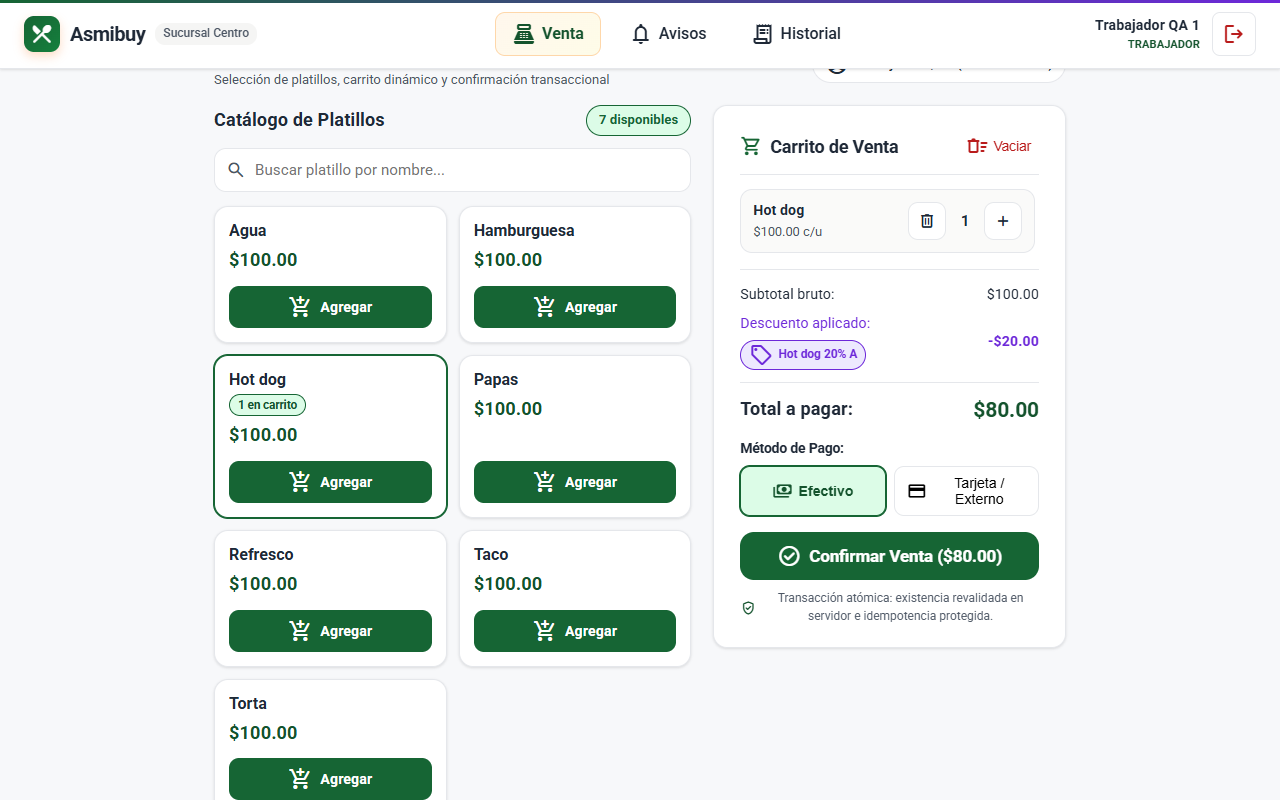 Asmibuy
Sucursal Centro
Venta
Avisos
Historial
Trabajador QA 1
TRABAJADOR
Selección de platillos, carrito dinámico y confirmación transaccional
Catálogo de Platillos
7 disponibles
Buscar platillo por nombre...
Agua
$100.00
Agregar
Hamburguesa
$100.00
Agregar
Hot dog
1 en carrito
$100.00
Agregar
Papas
$100.00
Agregar
Refresco
$100.00
Agregar
Taco
$100.00
Agregar
Torta
$100.00
Agregar
Carrito de Venta
Vaciar
Hot dog
$100.00 c/u
1
Subtotal bruto:
$100.00
Descuento aplicado:
Hot dog 20% A
-$20.00
Total a pagar:
$80.00
Método de Pago:
Efectivo
Tarjeta /
Externo
Confirmar Venta ($80.00)
Transacción atómica: existencia revalidada en
servidor e idempotencia protegida.